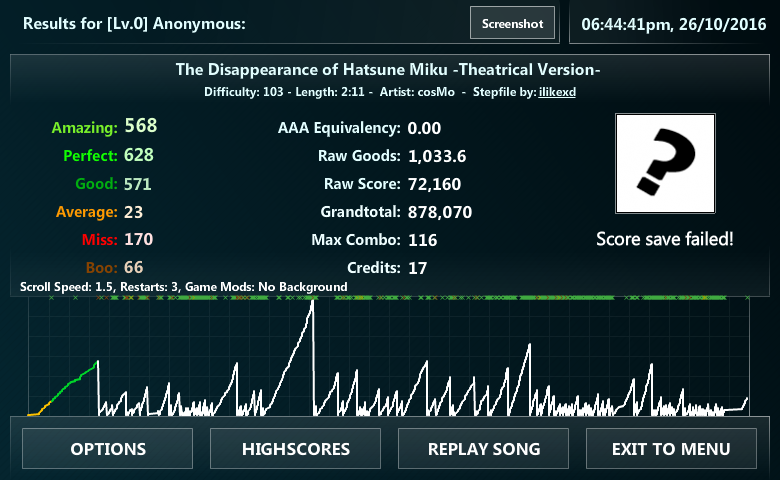 Results for [Lv.0] Anonymous:
Screenshot
06:44:41pm, 26/10/2016
The Disappearance of Hatsune Miku -Theatrical Version-
Difficulty: 103 - Length: 2:11 - Artist: cosMo - Stepfile by: ilikexd
Amazing: 568
Perfect: 628
Good: 571
Average: 23
Miss: 170
Boo: 66
AAA Equivalency: 0.00
Raw Goods: 1,033.6
Raw Score: 72,160
Grandtotal: 878,070
Max Combo: 116
Credits: 17
?
Score save failed!
Scroll Speed: 1.5, Restarts: 3, Game Mods: No Background
OPTIONS
HIGHSCORES
REPLAY SONG
EXIT TO MENU